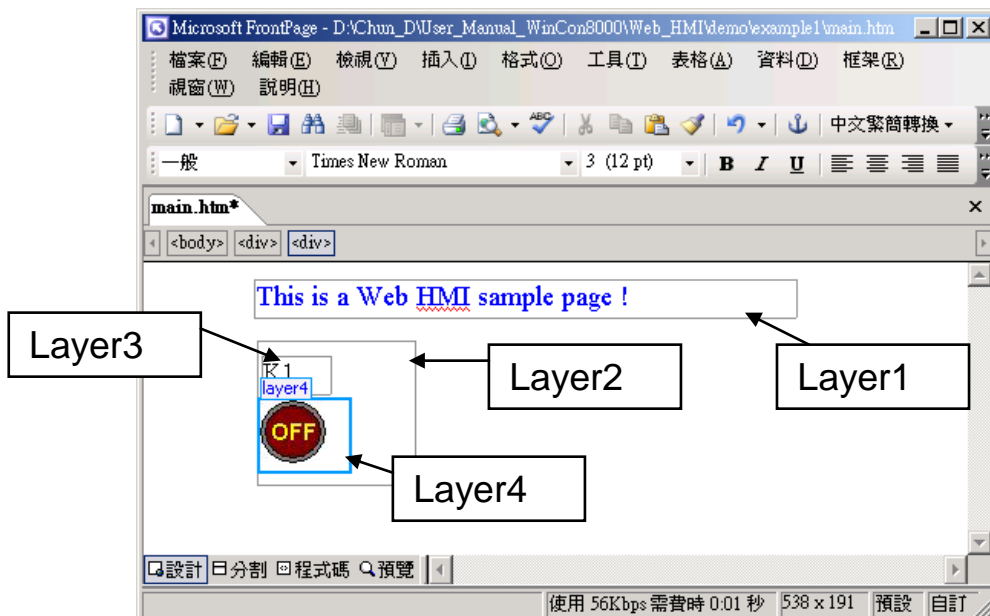 Microsoft FrontPage - D:\Chun_D\User_Manual_WinCon8000\Web_HMI\demo\example1\main.htm
檔案(F) 編輯(E) 檢視(V) 插入(I) 格式(O) 工具(T) 表格(A) 資料(D) 框架(R)
視窗(W) 說明(H)
ABC 中文繁簡轉換
一般 Times New Roman 3 (12 pt) B I U
main.htm*
<body> <div> <div>
This is a Web HMI sample page !
Layer3
Layer2
Layer1
K1
layer4
OFF
Layer4
設計 分割 程式碼 預覽
使用 56Kbps 需費時 0:01 秒 538 x 191 預設 自訂